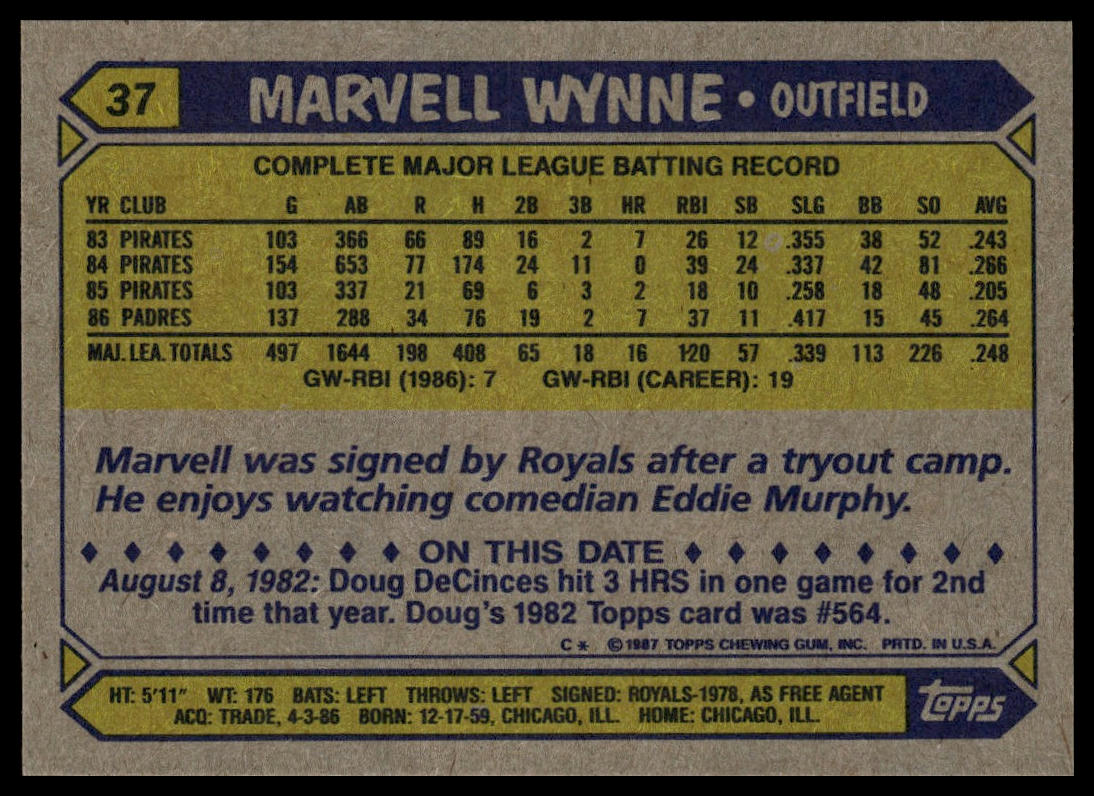 37
MARVELL WYNNE • OUTFIELD
COMPLETE MAJOR LEAGUE BATTING RECORD
YR CLUB G AB R H 2B 3B HR RBI SB SLG BB SO AVG
83 PIRATES 103 366 66 89 16 2 7 26 12 .355 38 52 .243
84 PIRATES 154 653 77 174 24 11 0 39 24 .337 42 81 .266
85 PIRATES 103 337 21 69 6 3 2 18 10 .258 18 48 .205
86 PADRES 137 288 34 76 19 2 7 37 11 .417 15 45 .264
MAJ. LEA. TOTALS 497 1644 198 408 65 18 16 120 57 .339 113 226 .248
GW-RBI (1986): 7 GW-RBI (CAREER): 19
Marvell was signed by Royals after a tryout camp.
He enjoys watching comedian Eddie Murphy.
♦ ♦ ♦ ♦ ♦ ♦ ♦ ♦ ON THIS DATE ♦ ♦ ♦ ♦ ♦ ♦ ♦ ♦
August 8, 1982: Doug DeCinces hit 3 HRS in one game for 2nd
time that year. Doug's 1982 Topps card was #564.
C * © 1987 TOPPS CHEWING GUM, INC. PRTD. IN U.S.A.
HT: 5'11" WT: 176 BATS: LEFT THROWS: LEFT SIGNED: ROYALS-1978, AS FREE AGENT
ACQ: TRADE, 4-3-86 BORN: 12-17-59, CHICAGO, ILL. HOME: CHICAGO, ILL.
Topps